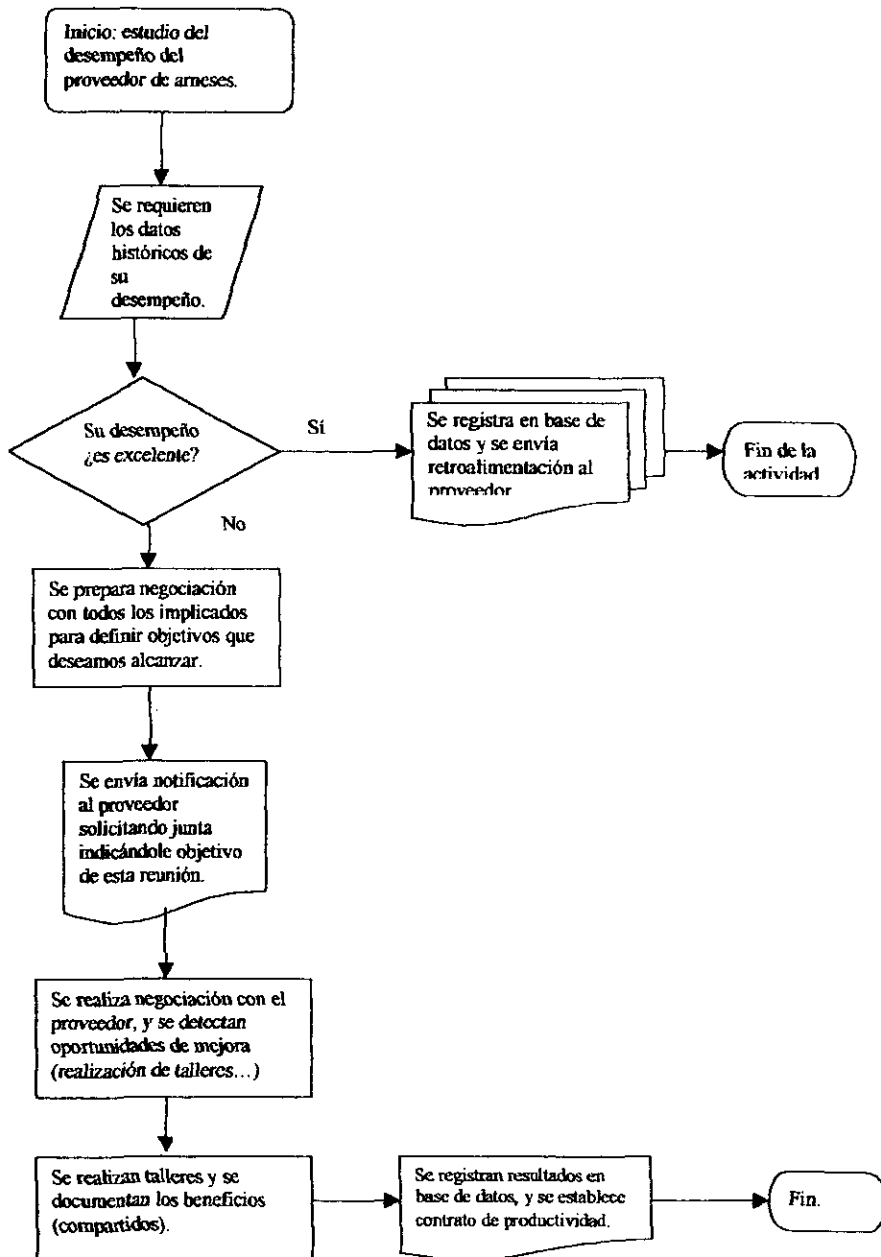 Inicio: estudio del
desempeño del
proveedor de arneses.
Se requieren
los datos
históricos de
su
desempeño.
Su desempeño
¿es excelente?
Sí
Se registra en base de
datos y se envía
retroalimentación al
proveedor
Fin de la
actividad
No
Se prepara negociación
con todos los implicados
para definir objetivos que
deseamos alcanzar.
Se envía notificación
al proveedor
solicitando junta
indicándole objetivo
de esta reunión.
Se realiza negociación con el
proveedor, y se detectan
oportunidades de mejora
(realización de talleres...)
Se realizan talleres y se
documentan los beneficios
(compartidos).
Se registran resultados en
base de datos, y se establece
contrato de productividad.
Fin.